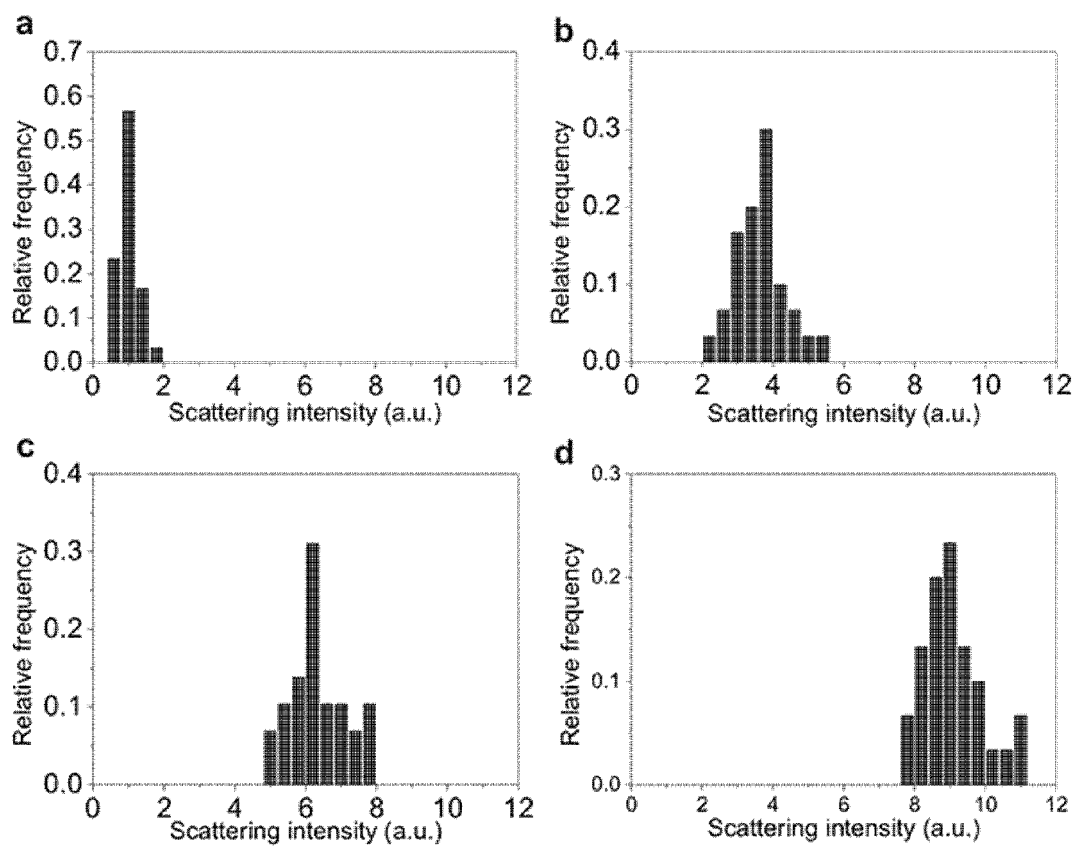 a
0.7
0.6
0.5
0.4
0.3
0.2
0.1
0.0
Relative frequency
0 2 4 6 8 10 12
Scattering intensity (a.u.)
b
0.4
0.3
0.2
0.1
0.0
Relative frequency
0 2 4 6 8 10 12
Scattering intensity (a.u.)
c
0.4
0.3
0.2
0.1
0.0
Relative frequency
0 2 4 6 8 10 12
Scattering intensity (a.u.)
d
0.3
0.2
0.1
0.0
Relative frequency
0 2 4 6 8 10 12
Scattering intensity (a.u.)